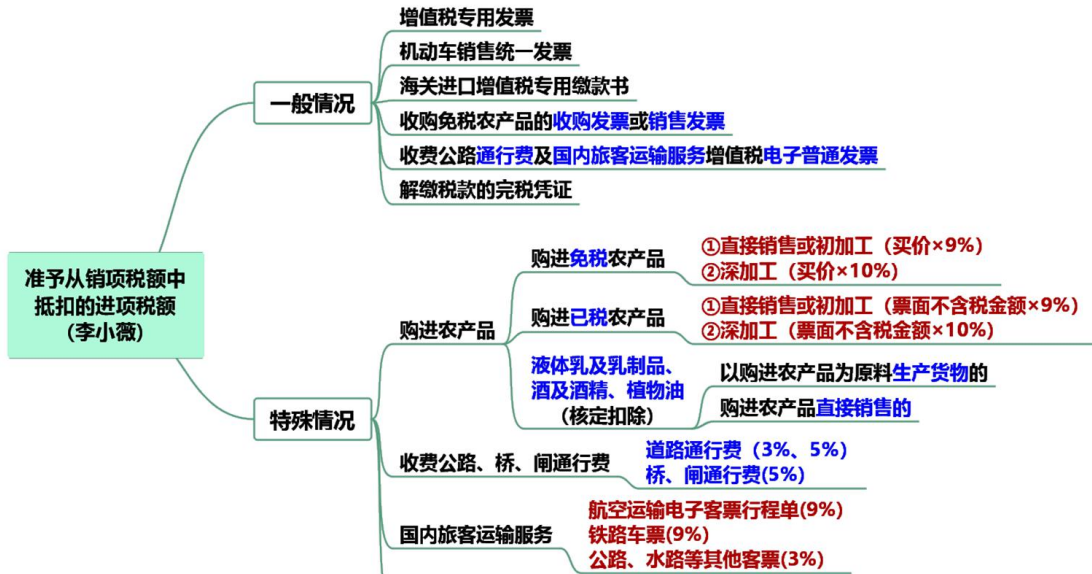 准予从销项税额中
抵扣的进项税额
（李小薇）
一般情况
增值税专用发票
机动车销售统一发票
海关进口增值税专用缴款书
收购免税农产品的收购发票或销售发票
收费公路通行费及国内旅客运输服务增值税电子普通发票
解缴税款的完税凭证
特殊情况
购进农产品
购进免税农产品
①直接销售或初加工（买价×9%）
②深加工（买价×10%）
购进已税农产品
①直接销售或初加工（票面不含税金额×9%）
②深加工（票面不含税金额×10%）
液体乳及乳制品、
酒及酒精、植物油
（核定扣除）
以购进农产品为原料生产货物的
购进农产品直接销售的
收费公路、桥、闸通行费
道路通行费（3%、5%）
桥、闸通行费(5%)
国内旅客运输服务
航空运输电子客票行程单(9%)
铁路车票(9%)
公路、水路等其他客票(3%)